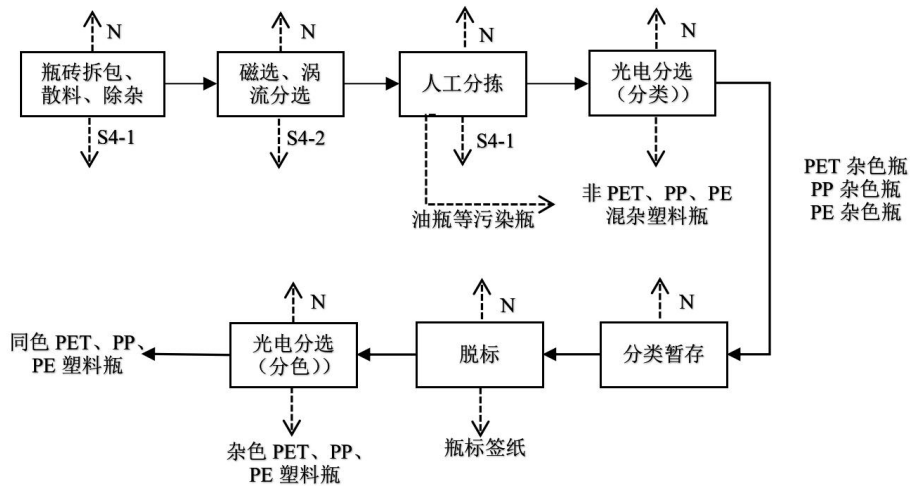 N
N
N
N
瓶砖拆包、
散料、除杂
磁选、涡
流分选
人工分拣
光电分选
（分类））
S4-1
S4-2
S4-1
油瓶等污染瓶
非 PET、PP、PE
混杂塑料瓶
PET 杂色瓶
PP 杂色瓶
PE 杂色瓶
N
N
N
同色 PET、PP、
PE 塑料瓶
光电分选
（分色））
脱标
分类暂存
杂色 PET、PP、
PE 塑料瓶
瓶标签纸